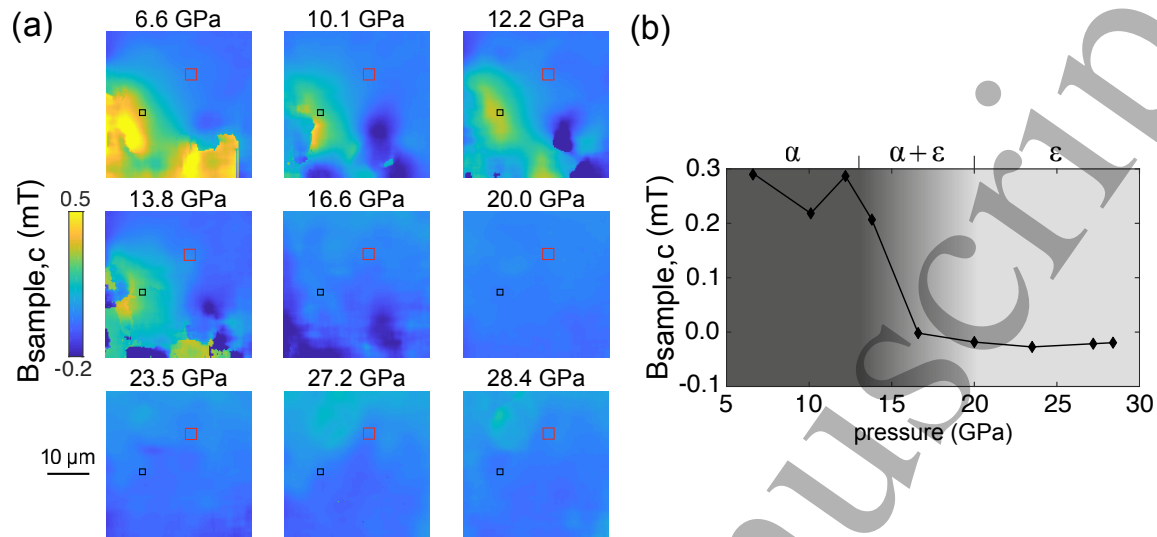 (a)
6.6 GPa
10.1 GPa
12.2 GPa
13.8 GPa
16.6 GPa
20.0 GPa
Bsample,c (mT)
0.5
-0.2
23.5 GPa
27.2 GPa
28.4 GPa
10 μm
(b)
α
α + ε
ε
Bsample,c (mT)
0.3
0.2
0.3
0.0
-0.1
5
10
15
20
25
30
pressure (GPa)
uscrip